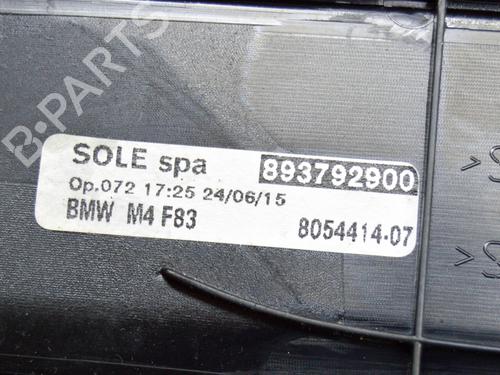 B-PARTS
SOLE spa 893792900
Op.072 17:25 24/06/15
BMW M4 F83 8054414-07